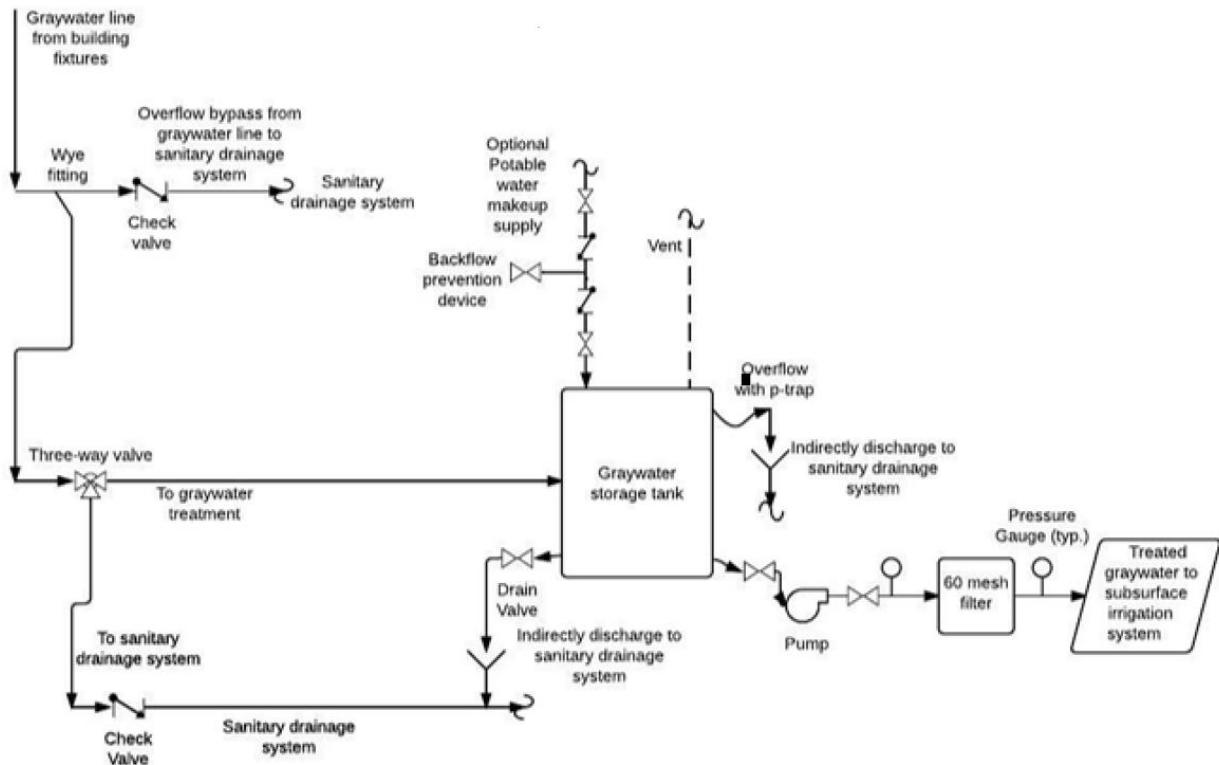 Graywater line
from building
fixtures
Overflow bypass from
graywater line to
sanitary drainage
system
Wye
fitting
Sanitary
drainage system
Check
valve
Optional
Potable
water
makeup
supply
Vent
Backflow
prevention
device
Overflow
with p-trap
Three-way valve
Indirectly discharge to
sanitary drainage
system
Graywater
storage tank
To graywater
treatment
Pressure
Gauge (typ.)
Treated
graywater to
subsurface
irrigation
system
60 mesh
filter
Drain
Valve
Pump
To sanitary
drainage system
Indirectly discharge to
sanitary drainage
system
Sanitary drainage
system
Check
Valve